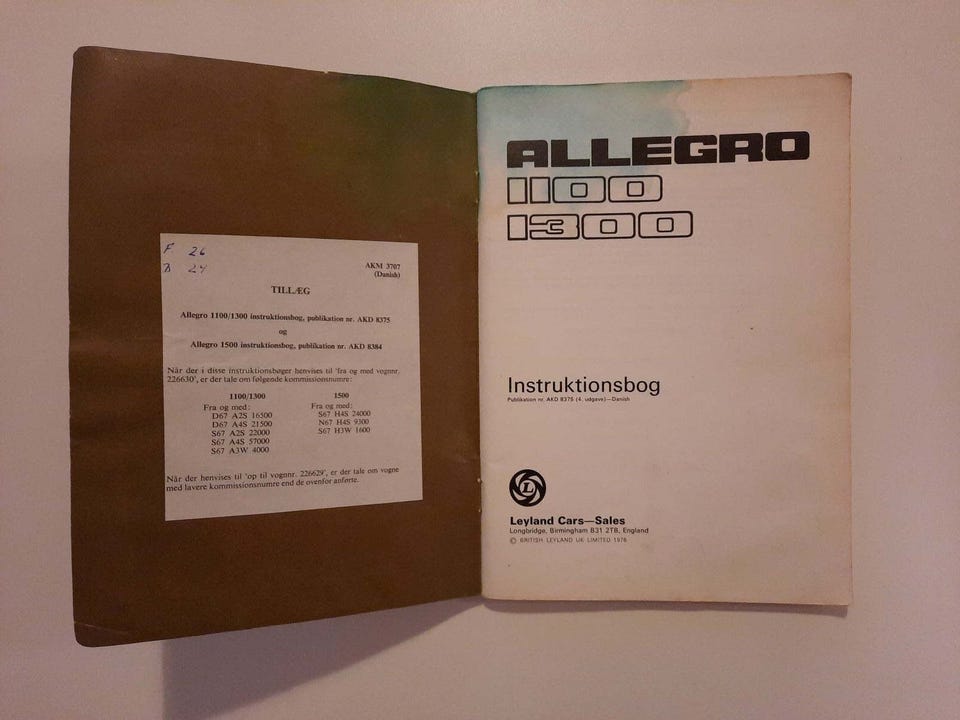 F. 26
B 24
AKM 3707
(Danish)
TILLÆG
Allegro 1100/1300 instruktionsbog, publikation nr. AKD 8375
og
Allegro 1500 instruktionsbog, publikation nr. AKD 8384
Når der i disse instruktionsbøger henvises til 'fra og med vognnr.
226630', er der tale om følgende kommissionsnumre:
1100/1300
Fra og med:
D67 A2S 16500
D67 A4S 21500
S67 A2S 22000
S67 A4S 57000
S67 A3W 4000
1500
Fra og med:
S67 H4S 24000
N67 H4S 9300
S67 H3W 1600
Når der henvises til 'op til vognnr. 226629', er der tale om vogne
med lavere kommissionsnumre end de ovenfor anførte.
ALLEGRO
1100
1300
Instruktionsbog
Publikation nr. AKD 8375 (4. udgave)—Danish
L
Leyland Cars—Sales
Longbridge, Birmingham B31 2TB, England
© BRITISH LEYLAND UK LIMITED 1976